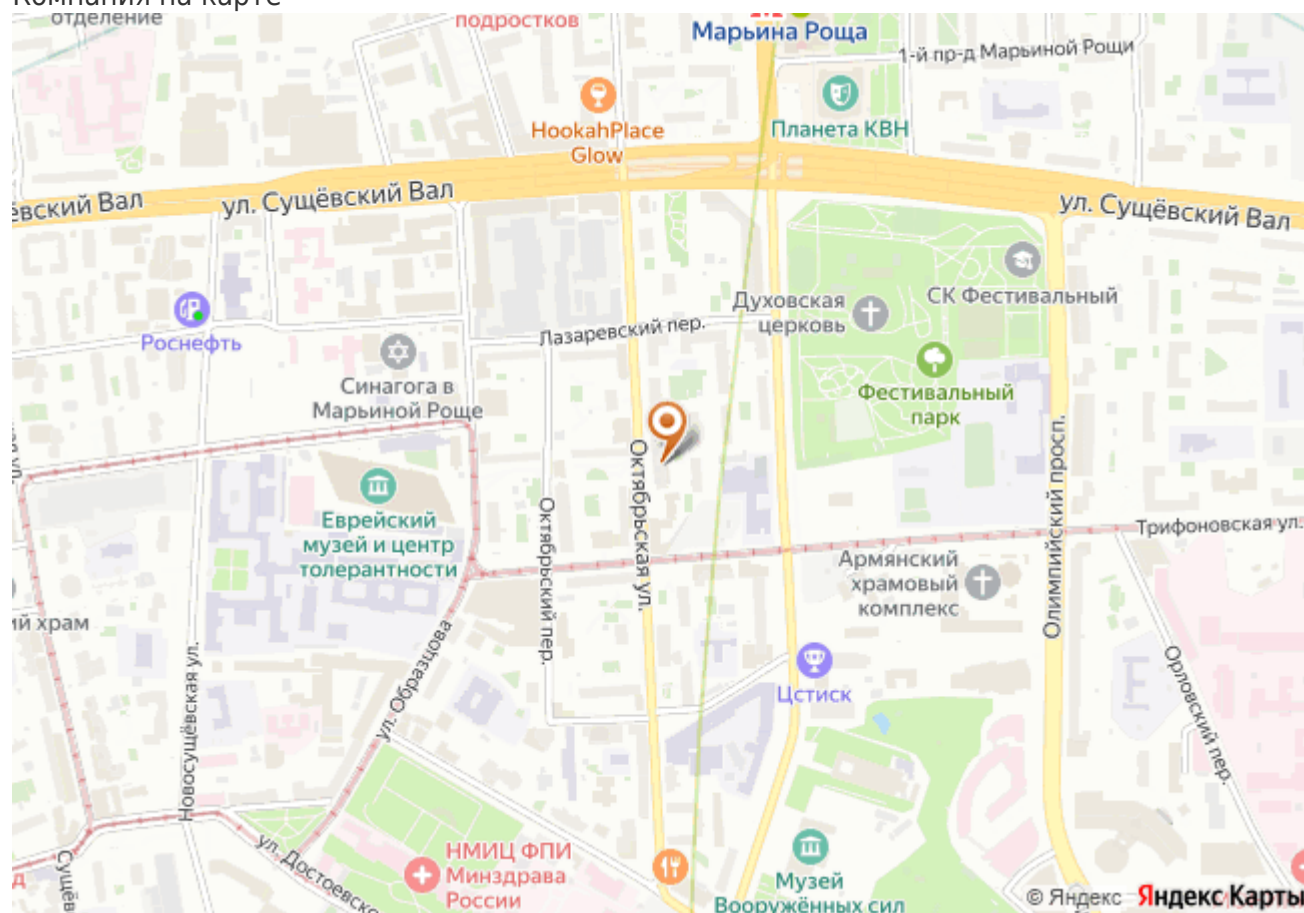 Компания на карте
отделение
подростков
Марьина Роща
1-й пр-д Марьиной Рощи
HookahPlace
Glow
Планета КВН
ул. Сущёвский Вал
ул. Сущёвский Вал
Духовская
церковь
СК Фестивальный
Роснефть
Лазаревский пер.
Синагога в
Марьиной Роще
Фестивальный
парк
Октябрьская ул.
Олимпийский просп.
Еврейский
музей и центр
толерантности
Октябрьский пер.
Трифоновская ул.
Армянский
храмовый
комплекс
ий храм
Новосущёвская ул.
ул. Образцова
Цстиск
Орловский пер.
ул. Достоевско
НМИЦ ФПИ
Минздрава
России
Музей
Вооружённых сил
Сущёв
© Яндекс Яндекс Карты